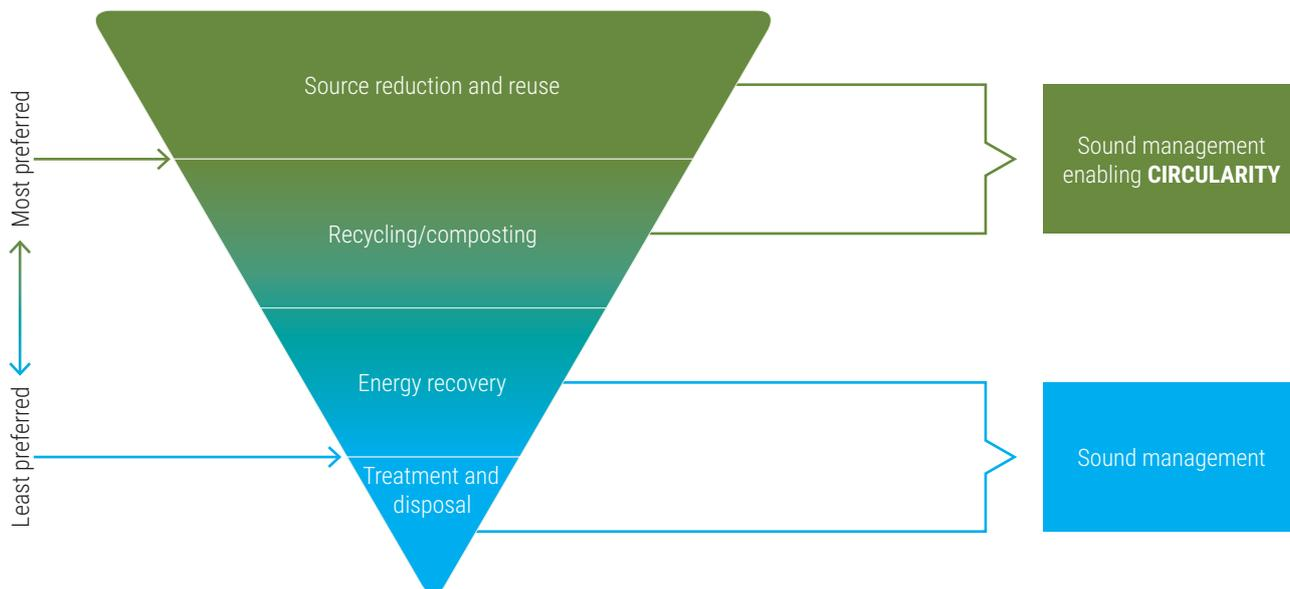 Most preferred
Least preferred
Source reduction and reuse
Recycling/composting
Energy recovery
Treatment and
disposal
Sound management
enabling CIRCULARITY
Sound management